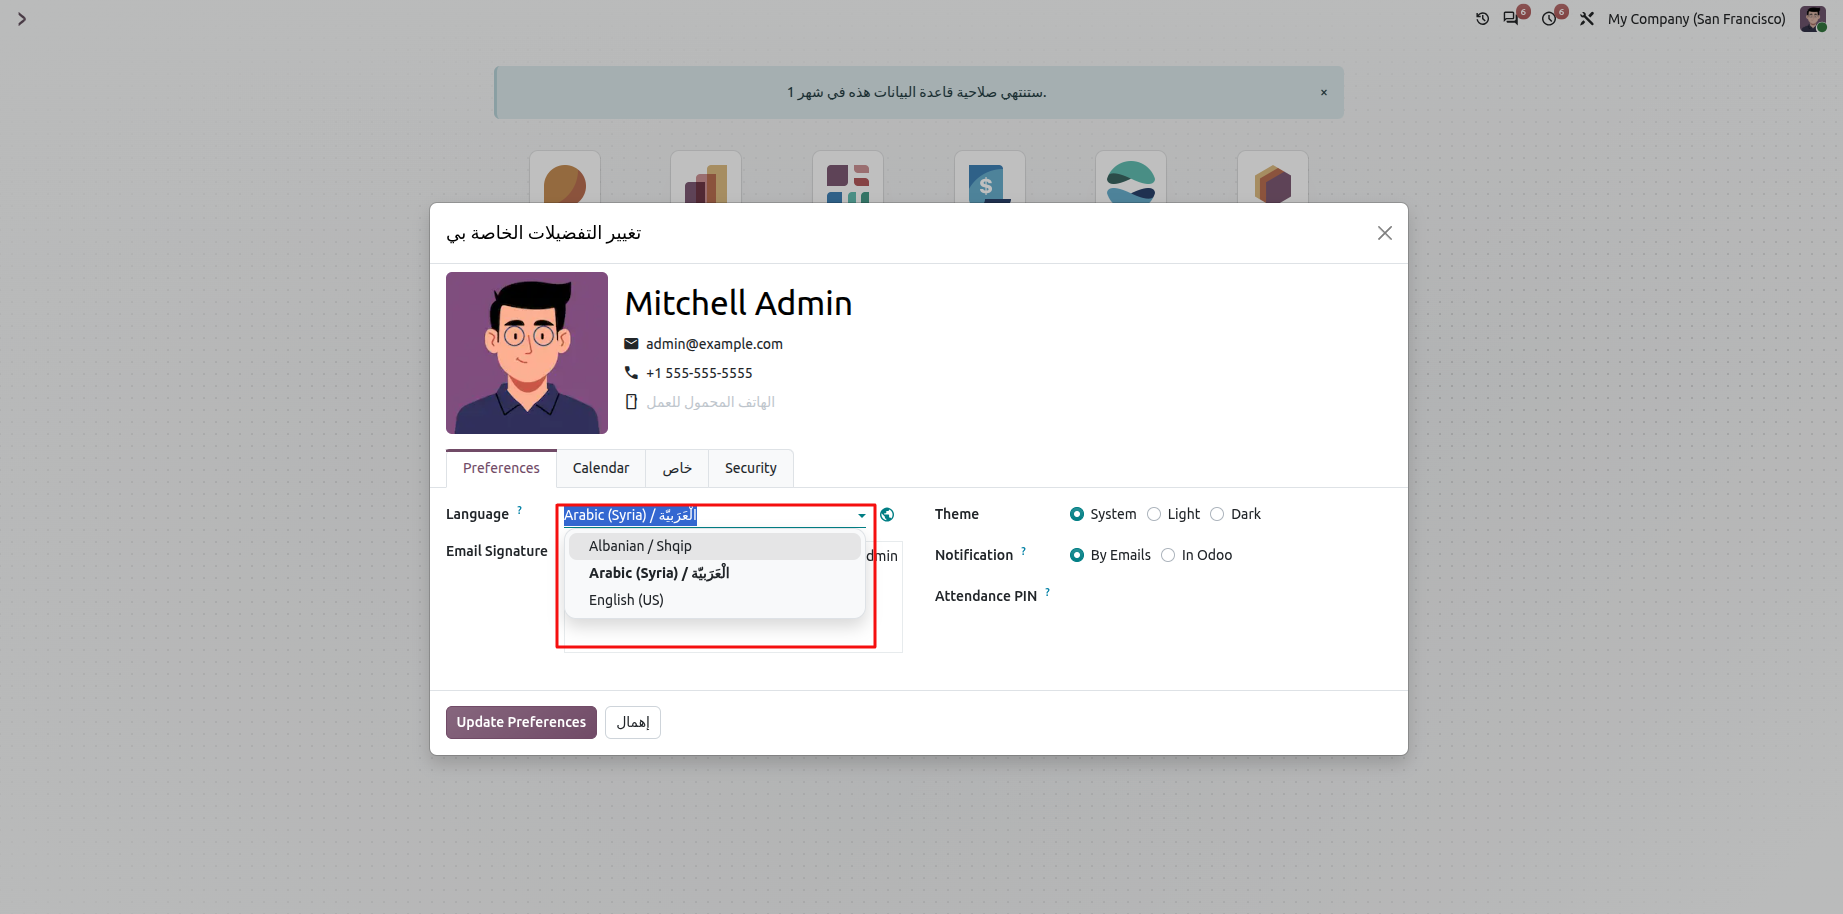 6
6
My Company (San Francisco)
ستنتهي صلاحية قاعدة البيانات هذه في شهر 1.
×
$
تغيير التفضيلات الخاصة بي
Mitchell Admin
admin@example.com
+1 555-555-5555
الهاتف المحمول للعمل
Preferences
Calendar
خاص
Security
Language ?
Arabic (Syria) / الْعَرَبيّة
Albanian / Shqip
Arabic (Syria) / الْعَرَبيّة
English (US)
Email Signature
dmin
Theme
System
Light
Dark
Notification ?
By Emails
In Odoo
Attendance PIN ?
Update Preferences
إهمال